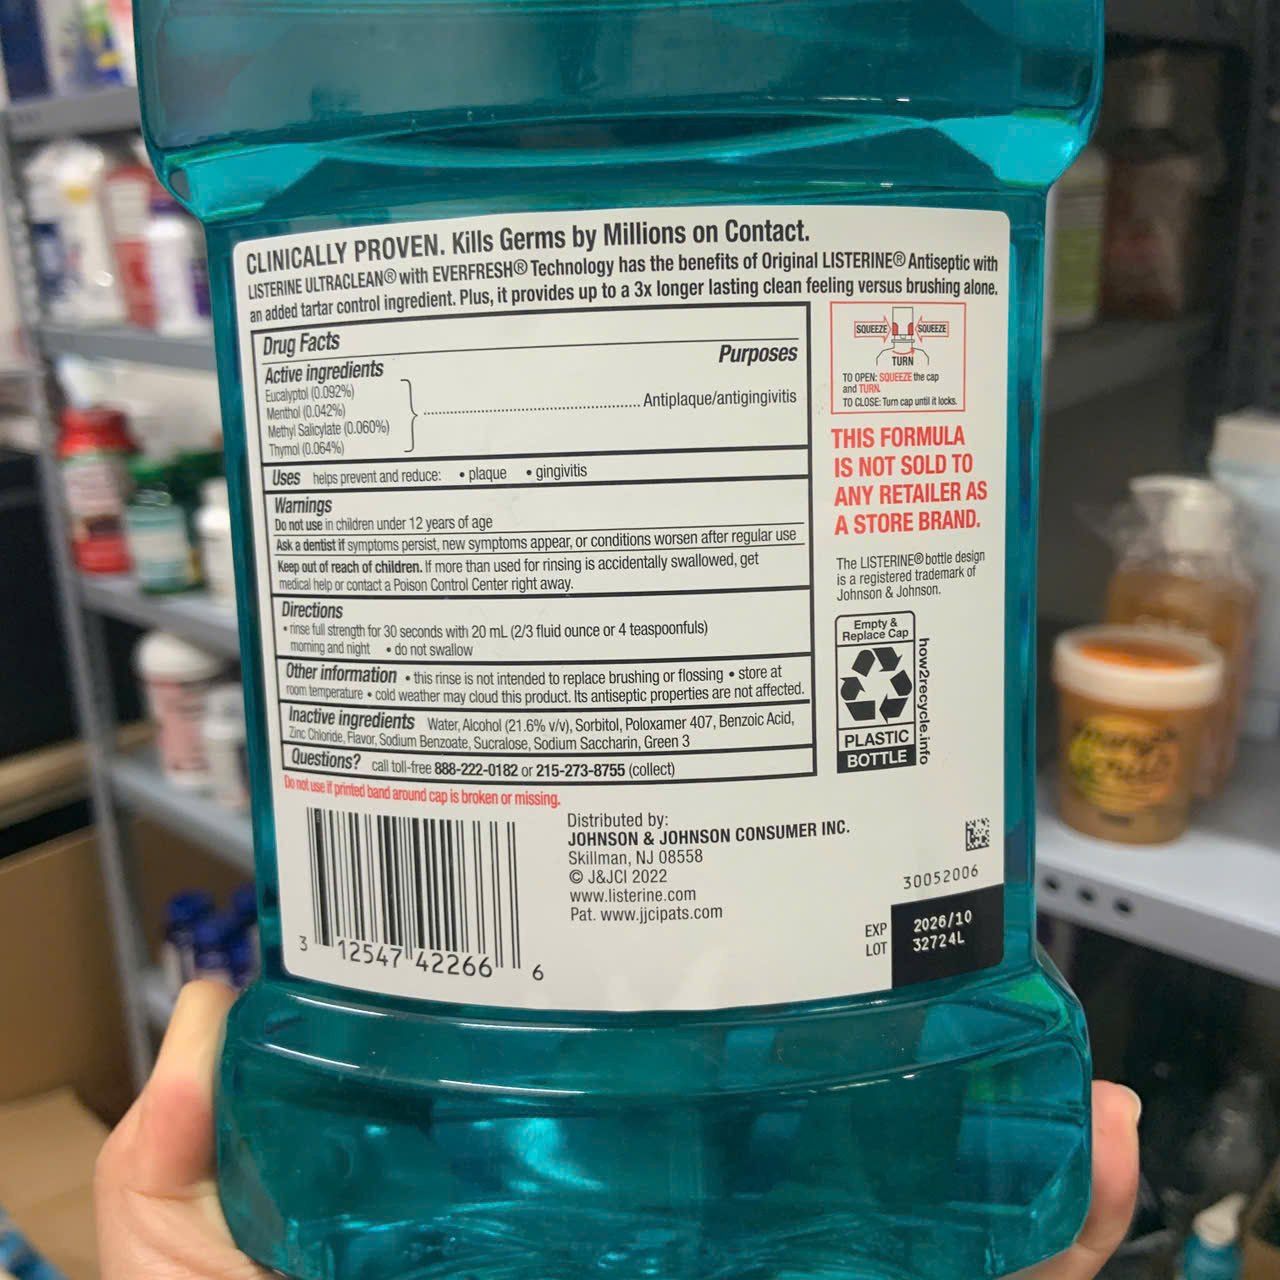 CLINICALLY PROVEN. Kills Germs by Millions on Contact.
LISTERINE ULTRACLEAN® with EVERFRESH® Technology has the benefits of Original LISTERINE® Antiseptic with
an added tartar control ingredient. Plus, it provides up to a 3x longer lasting clean feeling versus brushing alone.
Drug Facts
Active ingredients Purposes
Eucalyptol (0.092%)
Menthol (0.042%)
Methyl Salicylate (0.060%)
Thymol (0.064%)
Antiplaque/antigingivitis
Uses helps prevent and reduce: • plaque • gingivitis
Warnings
Do not use in children under 12 years of age
Ask a dentist if symptoms persist, new symptoms appear, or conditions worsen after regular use
Keep out of reach of children. If more than used for rinsing is accidentally swallowed, get
medical help or contact a Poison Control Center right away.
Directions
• rinse full strength for 30 seconds with 20 mL (2/3 fluid ounce or 4 teaspoonfuls)
morning and night • do not swallow
Other information • this rinse is not intended to replace brushing or flossing • store at
room temperature • cold weather may cloud this product. Its antiseptic properties are not affected.
Inactive ingredients Water, Alcohol (21.6% v/v), Sorbitol, Poloxamer 407, Benzoic Acid,
Zinc Chloride, Flavor, Sodium Benzoate, Sucralose, Sodium Saccharin, Green 3
Questions? call toll-free 888-222-0182 or 215-273-8755 (collect)
Do not use if printed band around cap is broken or missing.
SQUEEZE SQUEEZE
TURN
TO OPEN: SQUEEZE the cap
and TURN.
TO CLOSE: Turn cap until it locks.
THIS FORMULA
IS NOT SOLD TO
ANY RETAILER AS
A STORE BRAND.
The LISTERINE® bottle design
is a registered trademark of
Johnson & Johnson.
Empty &
Replace Cap
PLASTIC
BOTTLE
how2recycle.info
3 12547 42266 6
Distributed by:
JOHNSON & JOHNSON CONSUMER INC.
Skillman, NJ 08558
© J&JCI 2022
www.listerine.com
Pat. www.jjcipats.com
30052006
EXP 2026/10
LOT 32724L